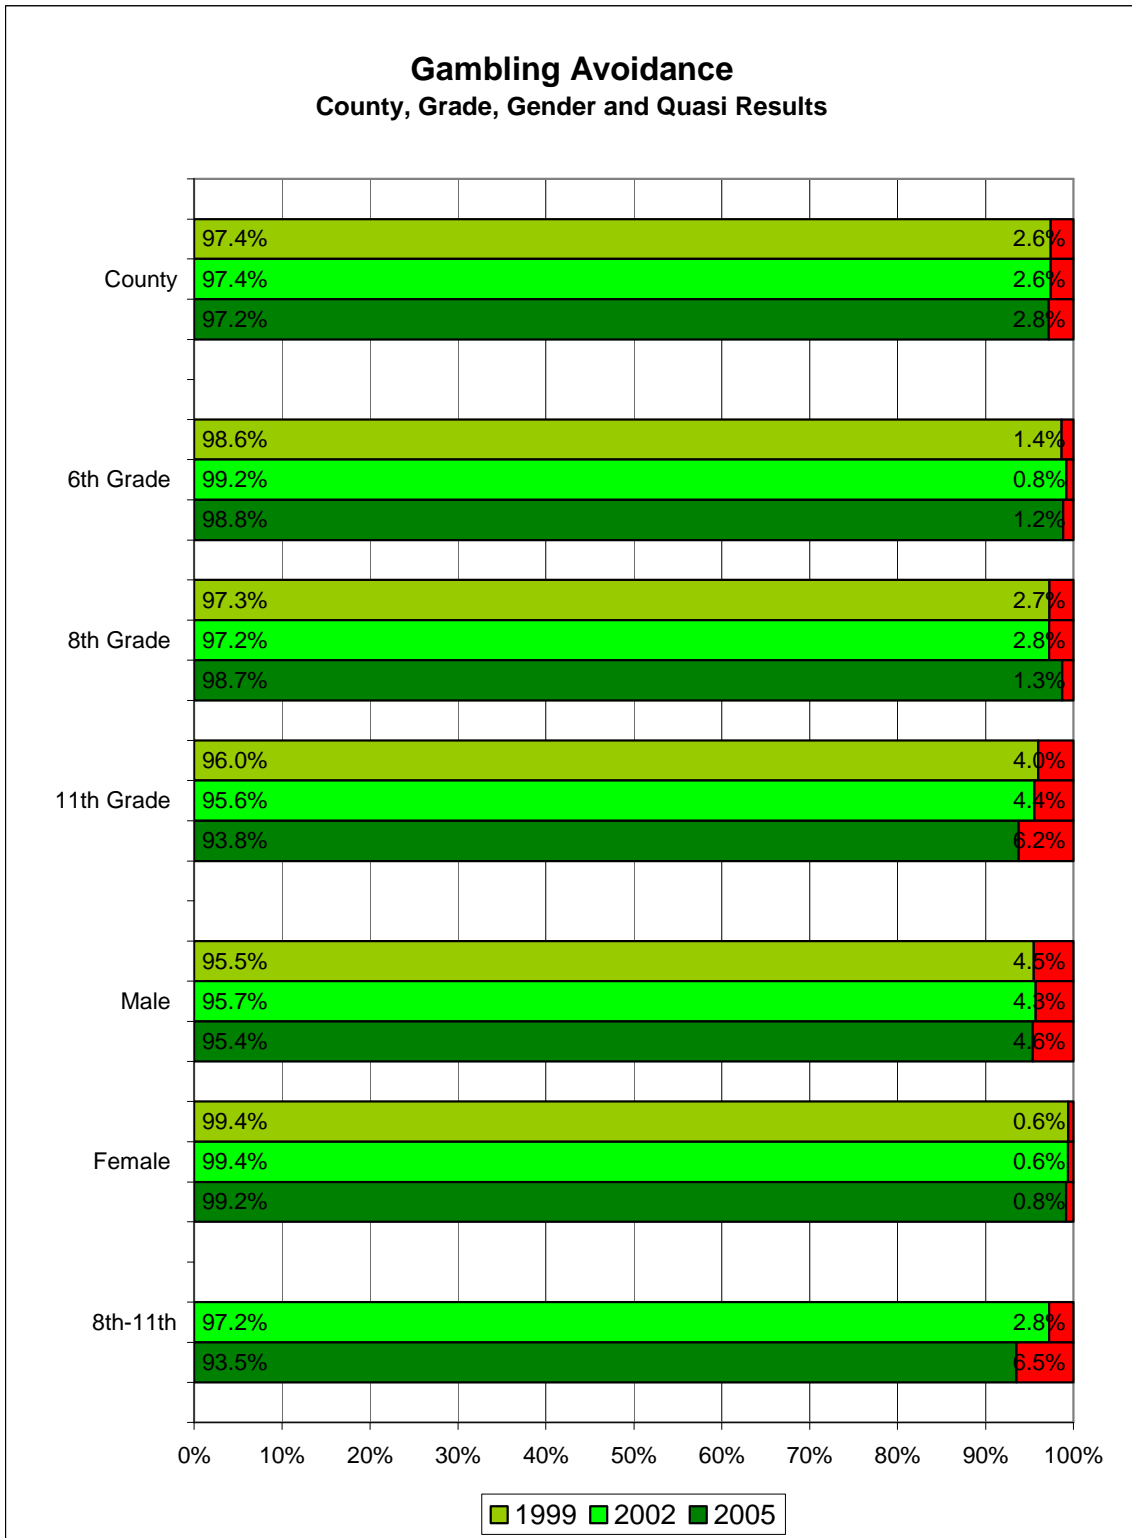 Gambling Avoidance
County, Grade, Gender and Quasi Results
97.4% 2.6%
County 97.4% 2.6%
97.2% 2.8%
98.6% 1.4%
6th Grade 99.2% 0.8%
98.8% 1.2%
97.3% 2.7%
8th Grade 97.2% 2.8%
98.7% 1.3%
96.0% 4.0%
11th Grade 95.6% 4.4%
93.8% 6.2%
95.5% 4.5%
Male 95.7% 4.3%
95.4% 4.6%
99.4% 0.6%
Female 99.4% 0.6%
99.2% 0.8%
8th-11th 97.2% 2.8%
93.5% 6.5%
0% 10% 20% 30% 40% 50% 60% 70% 80% 90% 100%
1999 2002 2005